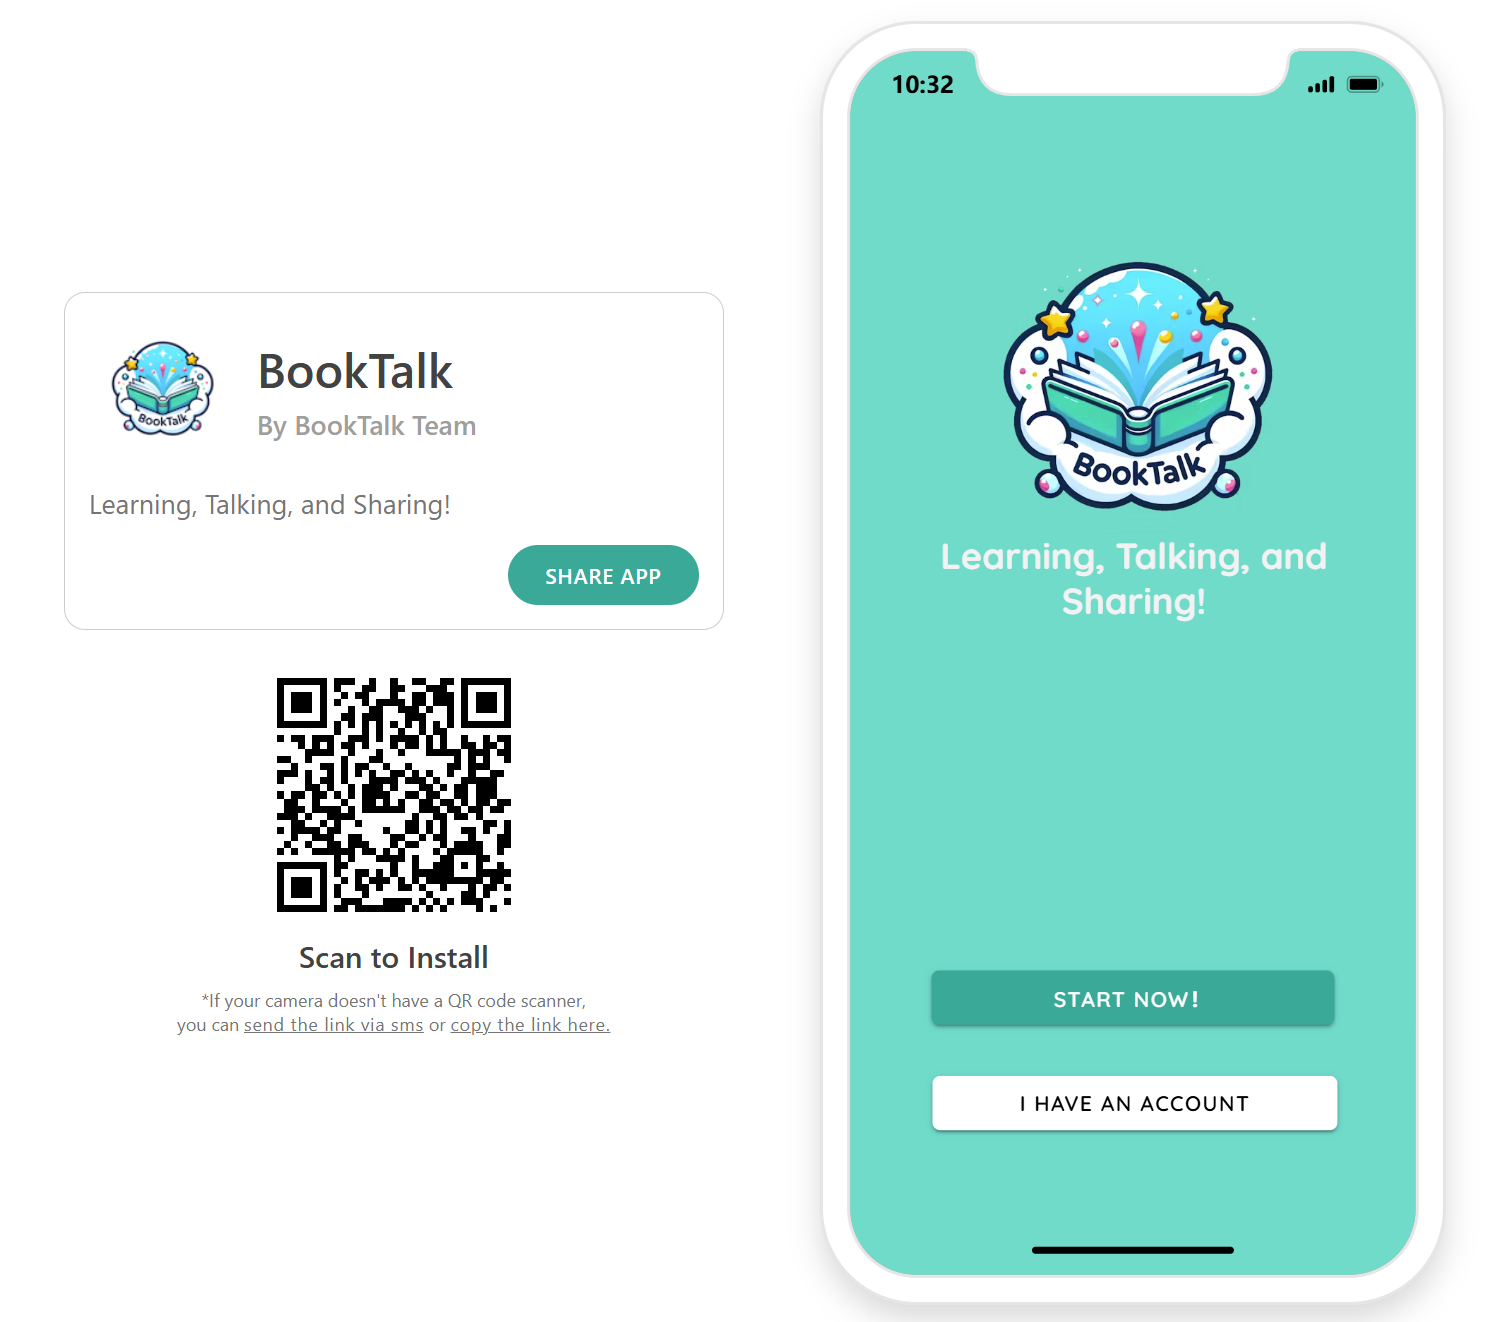 BookTalk
BookTalk
By BookTalk Team
Learning, Talking, and Sharing!
SHARE APP
Scan to Install
*If your camera doesn't have a QR code scanner,
you can send the link via sms or copy the link here.
10:32
BookTalk
Learning, Talking, and
Sharing!
START NOW!
I HAVE AN ACCOUNT